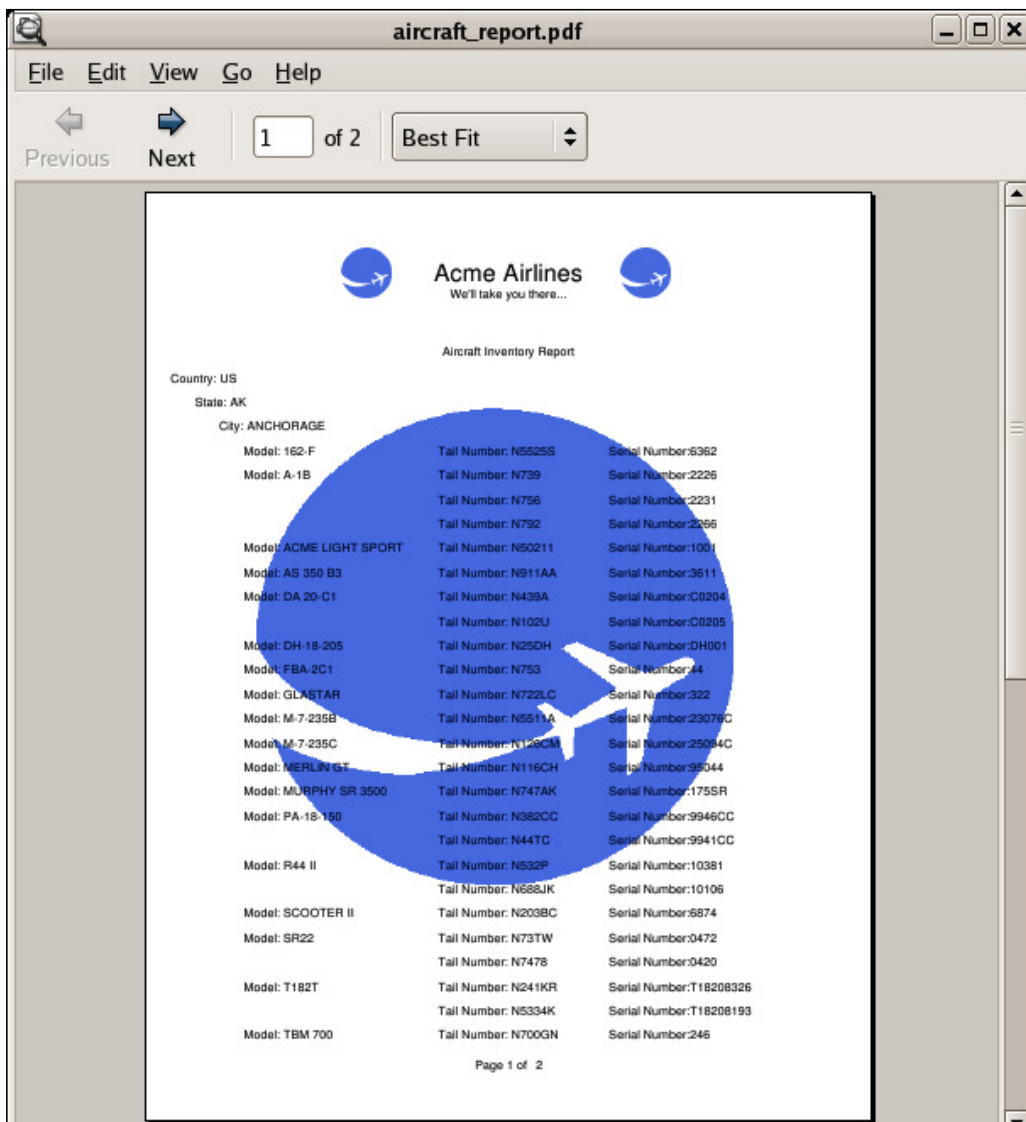 aircraft_report.pdf
File Edit View Go Help
Previous Next 1 of 2 Best Fit
Acme Airlines
We'll take you there...
Aircraft Inventory Report
Country: US
State: AK
City: ANCHORAGE
Model: 162-F Tail Number: N5525S Serial Number:6362
Model: A-1B Tail Number: N739 Serial Number:2226
Tail Number: N756 Serial Number:2231
Tail Number: N792 Serial Number:2266
Model: ACME LIGHT SPORT Tail Number: N50211 Serial Number:1001
Model: AS 350 B3 Tail Number: N911AA Serial Number:3611
Model: DA 20-C1 Tail Number: N439A Serial Number:C0204
Tail Number: N102U Serial Number:C0205
Model: DH-18-205 Tail Number: N25DH Serial Number:DH001
Model: FBA-2C1 Tail Number: N753 Serial Number:44
Model: GLASTAR Tail Number: N722LC Serial Number:322
Model: M-7-235B Tail Number: N5511A Serial Number:23076C
Model: M-7-235C Tail Number: N128CM Serial Number:25094C
Model: MERLIN GT Tail Number: N116CH Serial Number:95044
Model: MURPHY SR 3500 Tail Number: N747AK Serial Number:175SR
Model: PA-18-150 Tail Number: N382CC Serial Number:9946CC
Tail Number: N44TC Serial Number:9941CC
Model: R44 II Tail Number: N532P Serial Number:10381
Tail Number: N688JK Serial Number:10106
Model: SCOOTER II Tail Number: N203BC Serial Number:6874
Model: SR22 Tail Number: N73TW Serial Number:0472
Tail Number: N7478 Serial Number:0420
Model: T182T Tail Number: N241KR Serial Number:T18208326
Tail Number: N5334K Serial Number:T18208193
Model: TBM 700 Tail Number: N700GN Serial Number:246
Page 1 of 2